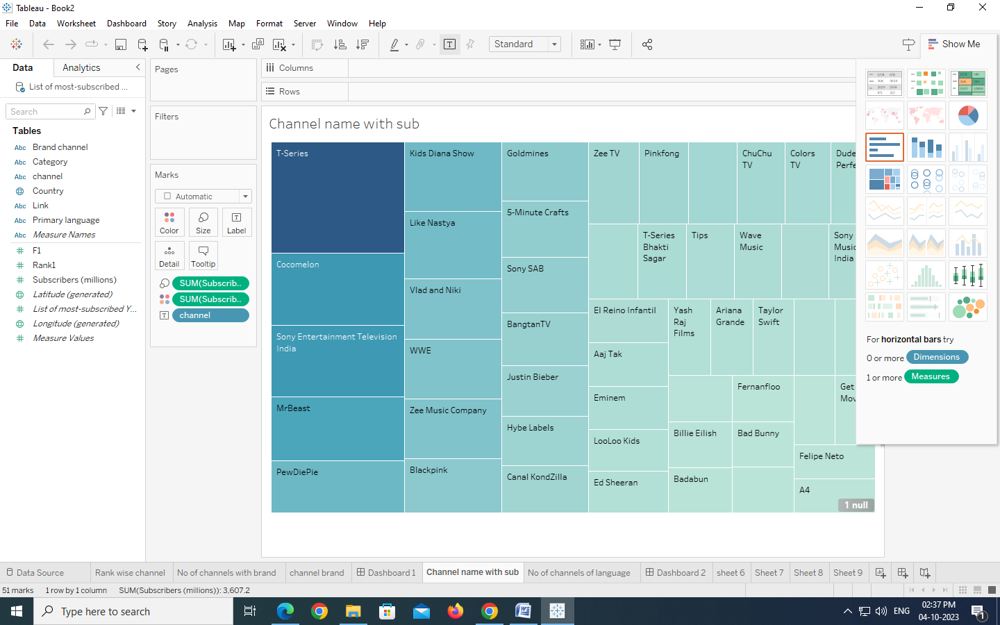 Tableau - Book2
File Data Worksheet Dashboard Story Analysis Map Format Server Window Help
Standard
Show Me
Data Analytics
List of most-subscribed ...
Search
Tables
Abc Brand channel
Abc Category
Abc channel
Country
Abc Link
Abc Primary language
Abc Measure Names
F1
Rank1
Subscribers (millions)
Latitude (generated)
List of most-subscribed Y...
Longitude (generated)
Measure Values
Pages
Filters
Marks
Automatic
Color Size Label
Detail Tooltip
SUM(Subscrib..
SUM(Subscrib..
channel
Columns
Rows
Channel name with sub
T-Series
Cocomelon
Sony Entertainment Television
India
MrBeast
PewDiePie
Kids Diana Show
Like Nastya
Vlad and Niki
WWE
Zee Music Company
Blackpink
Goldmines
5-Minute Crafts
Sony SAB
BangtanTV
Justin Bieber
Hybe Labels
Canal KondZilla
Zee TV
Pinkfong
ChuChu
TV
Colors
TV
Dude
Perfe
T-Series
Bhakti
Sagar
Tips
Wave
Music
Sony
Music
India
El Reino Infantil
Aaj Tak
Eminem
LooLoo Kids
Ed Sheeran
Yash
Raj
Films
Ariana
Grande
Taylor
Swift
Fernanfloo
Get
Mov
Billie Eilish
Bad Bunny
Badabun
Felipe Neto
A4
1 null
For horizontal bars try
0 or more Dimensions
1 or more Measures
Data Source Rank wise channel No of channels with brand channel brand Dashboard 1 Channel name with sub No of channels of language Dashboard 2 sheet 6 Sheet 7 Sheet 8 Sheet 9
51 marks 1 row by 1 column SUM(Subscribers (millions)): 3,607.2
Type here to search
ENG
02:37 PM
04-10-2023
1